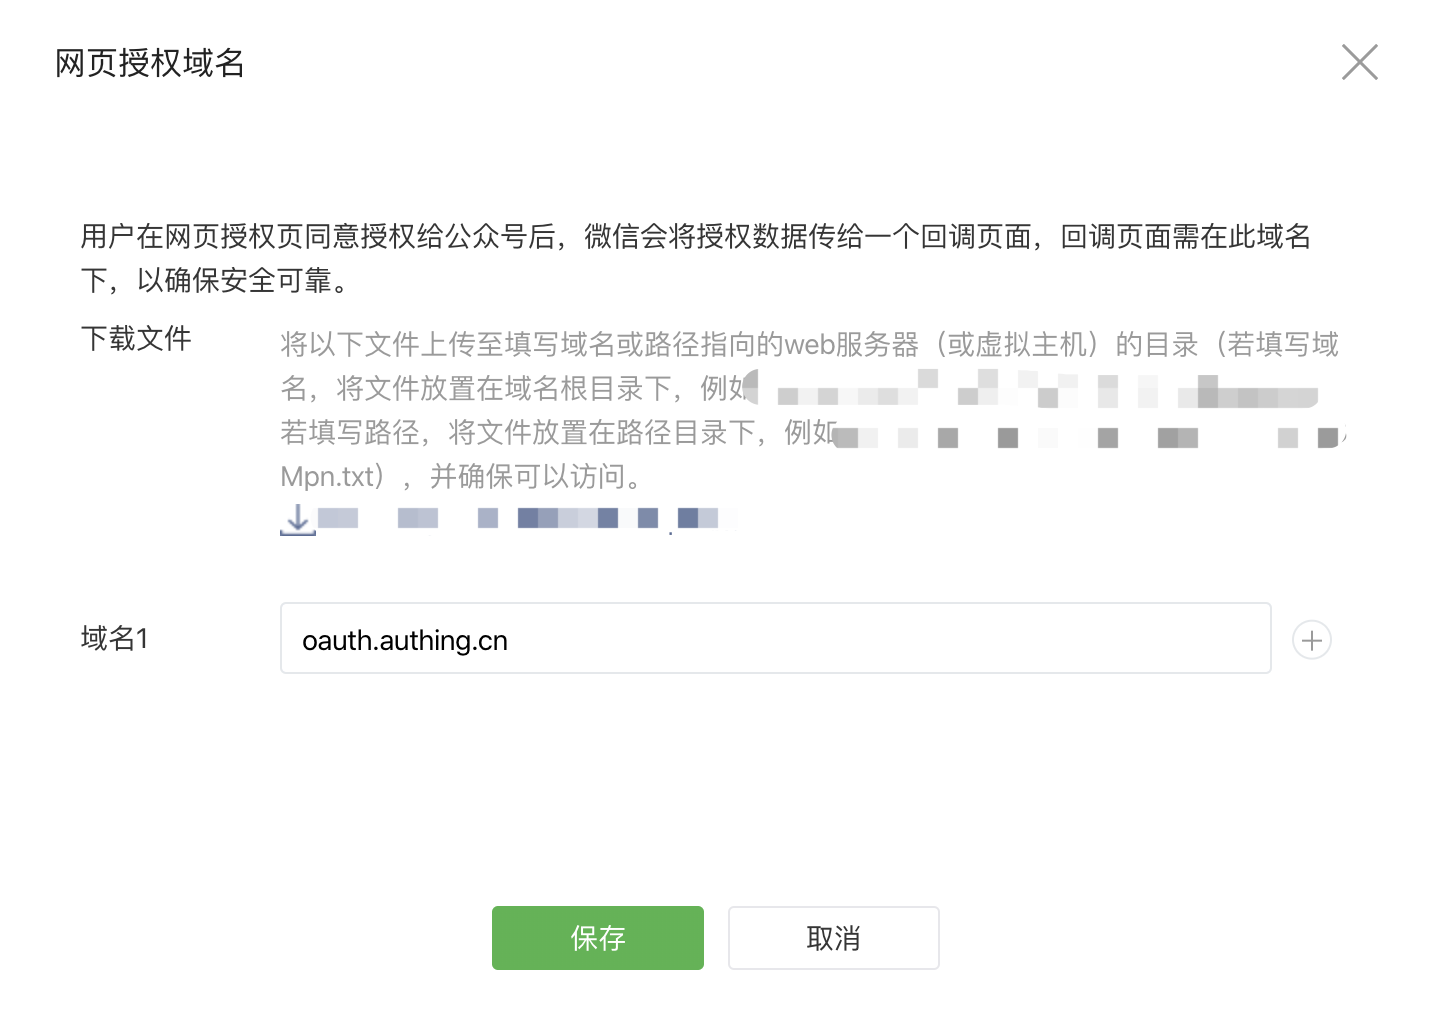 网页授权域名
用户在网页授权页同意授权给公众号后，微信会将授权数据传给一个回调页面，回调页面需在此域名
下，以确保安全可靠。
下载文件
将以下文件上传至填写域名或路径指向的web服务器（或虚拟主机）的目录（若填写域
名，将文件放置在域名根目录下，例如
若填写路径，将文件放置在路径目录下，例如
Mpn.txt），并确保可以访问。
域名1
oauth.authing.cn
保存
取消